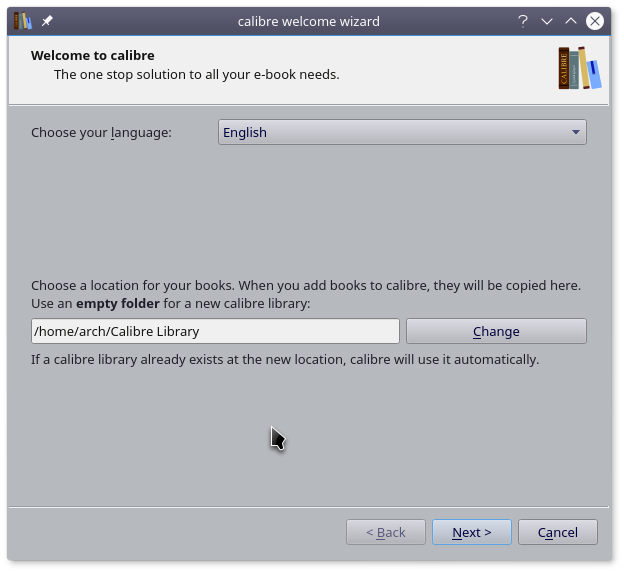 calibre welcome wizard
Welcome to calibre
The one stop solution to all your e-book needs.
CALIBRE
Choose your language:
English
Choose a location for your books. When you add books to calibre, they will be copied here.
Use an empty folder for a new calibre library:
/home/arch/Calibre Library
Change
If a calibre library already exists at the new location, calibre will use it automatically.
< Back
Next >
Cancel